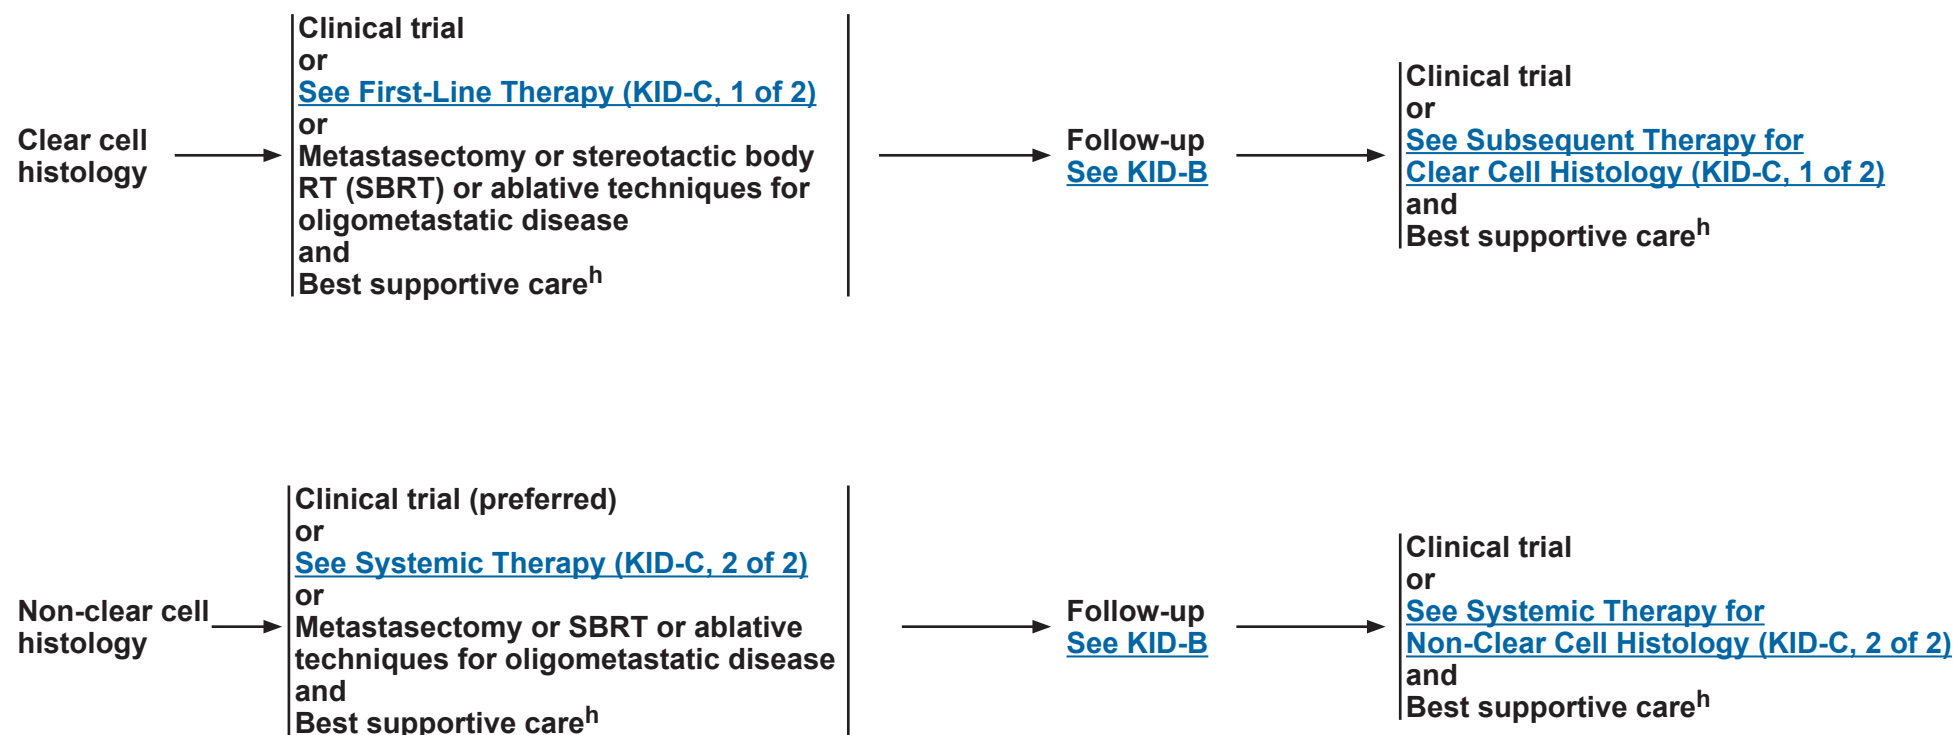 Clear cell
histology
Clinical trial
or
See First-Line Therapy (KID-C, 1 of 2)
or
Metastasectomy or stereotactic body
RT (SBRT) or ablative techniques for
oligometastatic disease
and
Best supportive careʰ
Follow-up
See KID-B
Clinical trial
or
See Subsequent Therapy for
Clear Cell Histology (KID-C, 1 of 2)
and
Best supportive careʰ
Non-clear cell
histology
Clinical trial (preferred)
or
See Systemic Therapy (KID-C, 2 of 2)
or
Metastasectomy or SBRT or ablative
techniques for oligometastatic disease
and
Best supportive careʰ
Follow-up
See KID-B
Clinical trial
or
See Systemic Therapy for
Non-Clear Cell Histology (KID-C, 2 of 2)
and
Best supportive careʰ